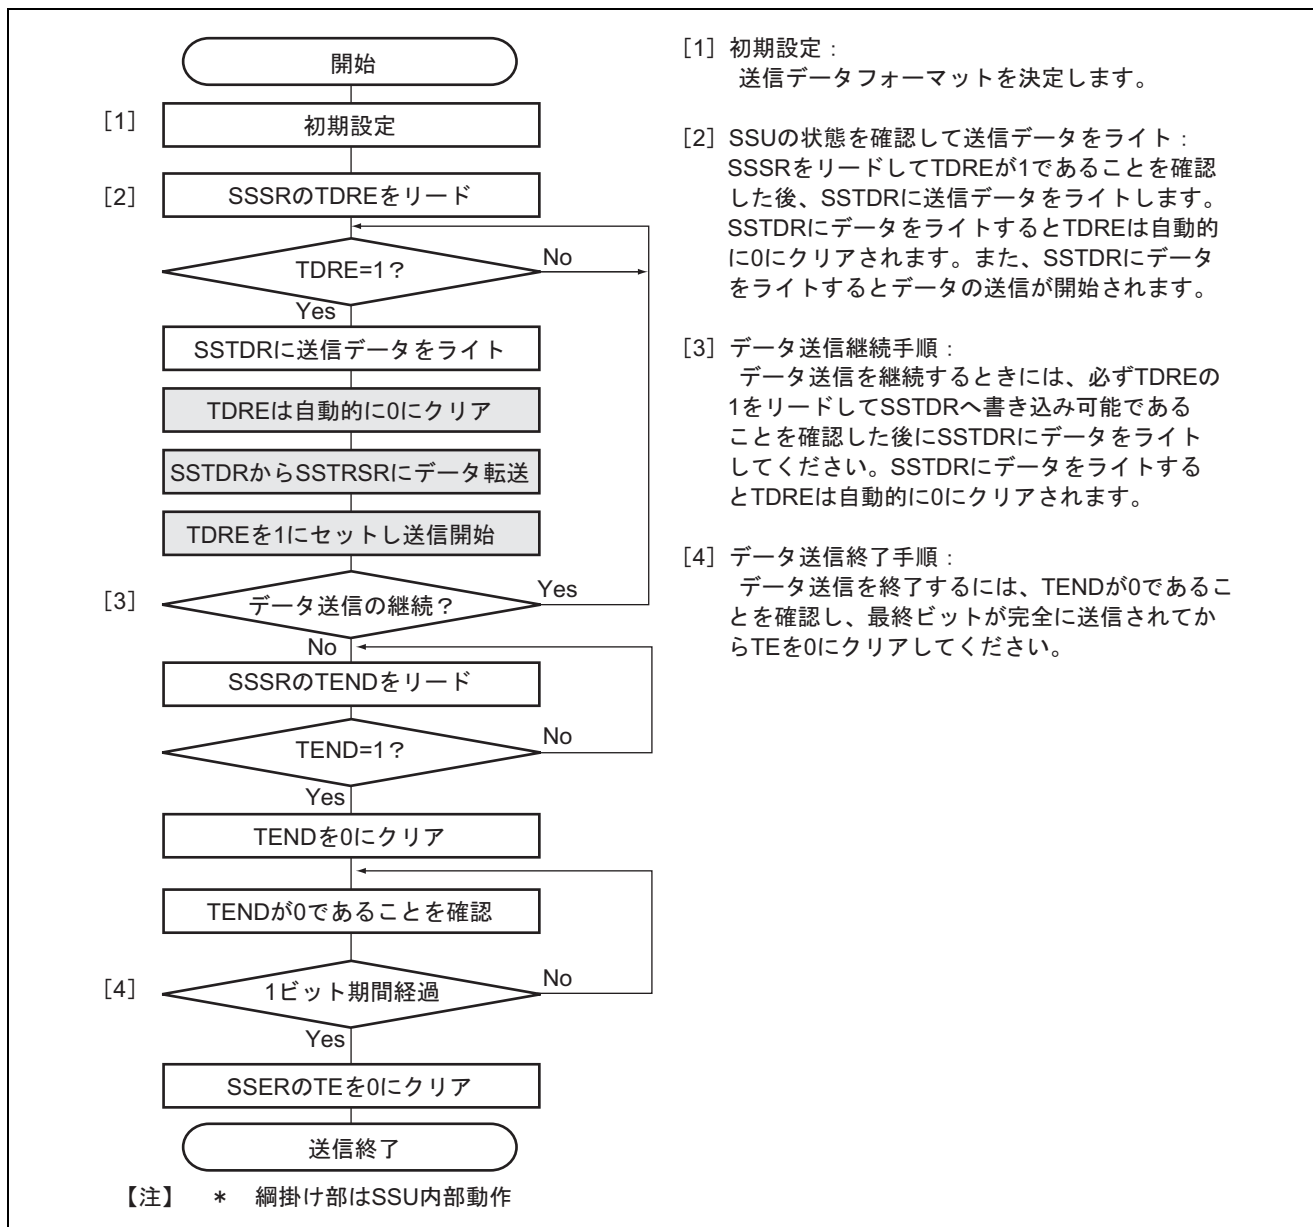 開始
[1]
初期設定
[2]
SSSRのTDREをリード
TDRE=1?
No
Yes
SSTDRに送信データをライト
TDREは自動的に0にクリア
SSTDRからSSTRSRにデータ転送
TDREを1にセットし送信開始
[3]
データ送信の継続?
Yes
No
SSSRのTENDをリード
TEND=1?
No
Yes
TENDを0にクリア
TENDが0であることを確認
[4]
1ビット期間経過
No
Yes
SSERのTEを0にクリア
送信終了
【注】 * 綱掛け部はSSU内部動作
[1] 初期設定:
送信データフォーマットを決定します。
[2] SSUの状態を確認して送信データをライト:
SSSRをリードしてTDREが1であることを確認
した後、SSTDRに送信データをライトします。
SSTDRにデータをライトするとTDREは自動的
に0にクリアされます。また、SSTDRにデータ
をライトするとデータの送信が開始されます。
[3] データ送信継続手順:
データ送信を継続するときには、必ずTDREの
1をリードしてSSTDRへ書き込み可能である
ことを確認した後にSSTDRにデータをライト
してください。SSTDRにデータをライトする
とTDREは自動的に0にクリアされます。
[4] データ送信終了手順:
データ送信を終了するには、TENDが0であるこ
とを確認し、最終ビットが完全に送信されてか
らTEを0にクリアしてください。